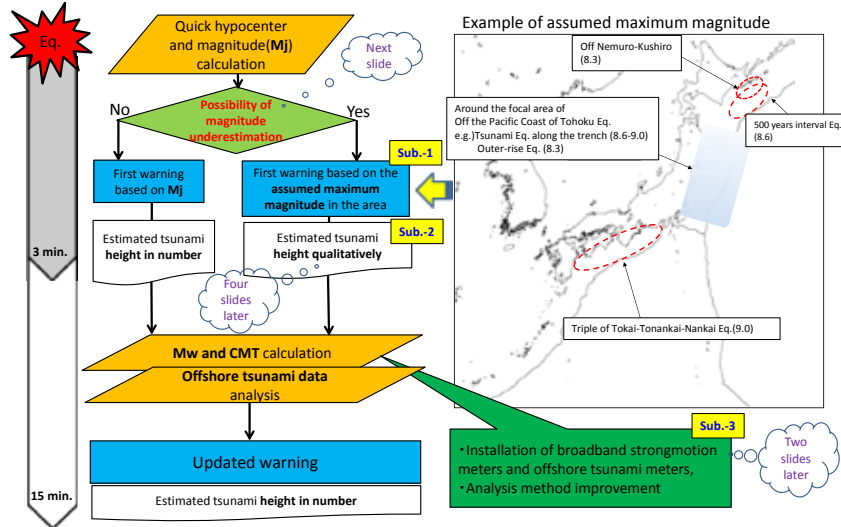 Eq.
Quick hypocenter
and magnitude(Mj)
calculation
Next
slide
No
Possibility of
magnitude
underestimation
Yes
Sub.-1
First warning
based on Mj
First warning based on the
assumed maximum
magnitude in the area
Sub.-2
Estimated tsunami
height in number
Estimated tsunami
height qualitatively
3 min.
Four
slides
later
Mw and CMT calculation
Offshore tsunami data
analysis
Updated warning
Estimated tsunami height in number
15 min.
Example of assumed maximum magnitude
Off Nemuro-Kushiro
(8.3)
Around the focal area of
Off the Pacific Coast of Tohoku Eq.
e.g.)Tsunami Eq. along the trench (8.6-9.0)
Outer-rise Eq. (8.3)
500 years interval Eq.
(8.6)
Triple of Tokai-Tonankai-Nankai Eq.(9.0)
Sub.-3
・Installation of broadband strongmotion
meters and offshore tsunami meters,
・Analysis method improvement
Two
slides
later